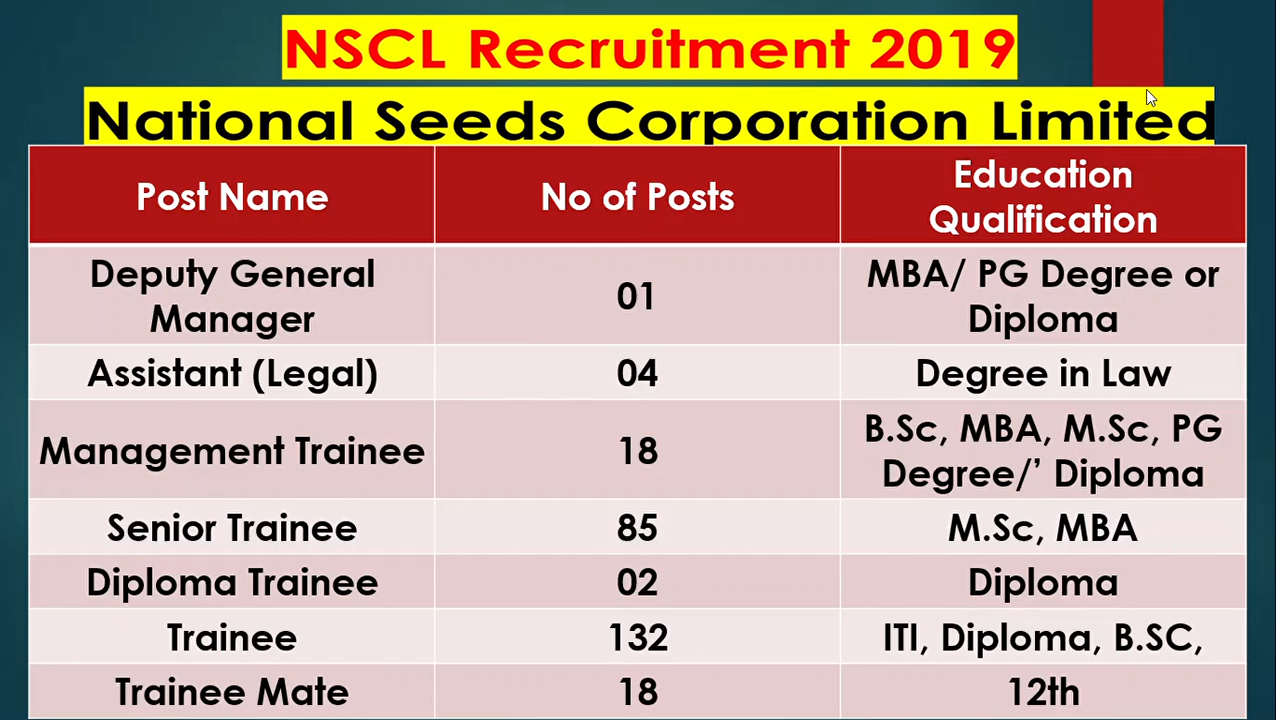 NSCL Recruitment 2019
National Seeds Corporation Limited
Post Name
No of Posts
Education
Qualification
Deputy General
Manager
01
MBA/ PG Degree or
Diploma
Assistant (Legal)
04
Degree in Law
Management Trainee
18
B.Sc, MBA, M.Sc, PG
Degree/’ Diploma
Senior Trainee
85
M.Sc, MBA
Diploma Trainee
02
Diploma
Trainee
132
ITI, Diploma, B.SC,
Trainee Mate
18
12th